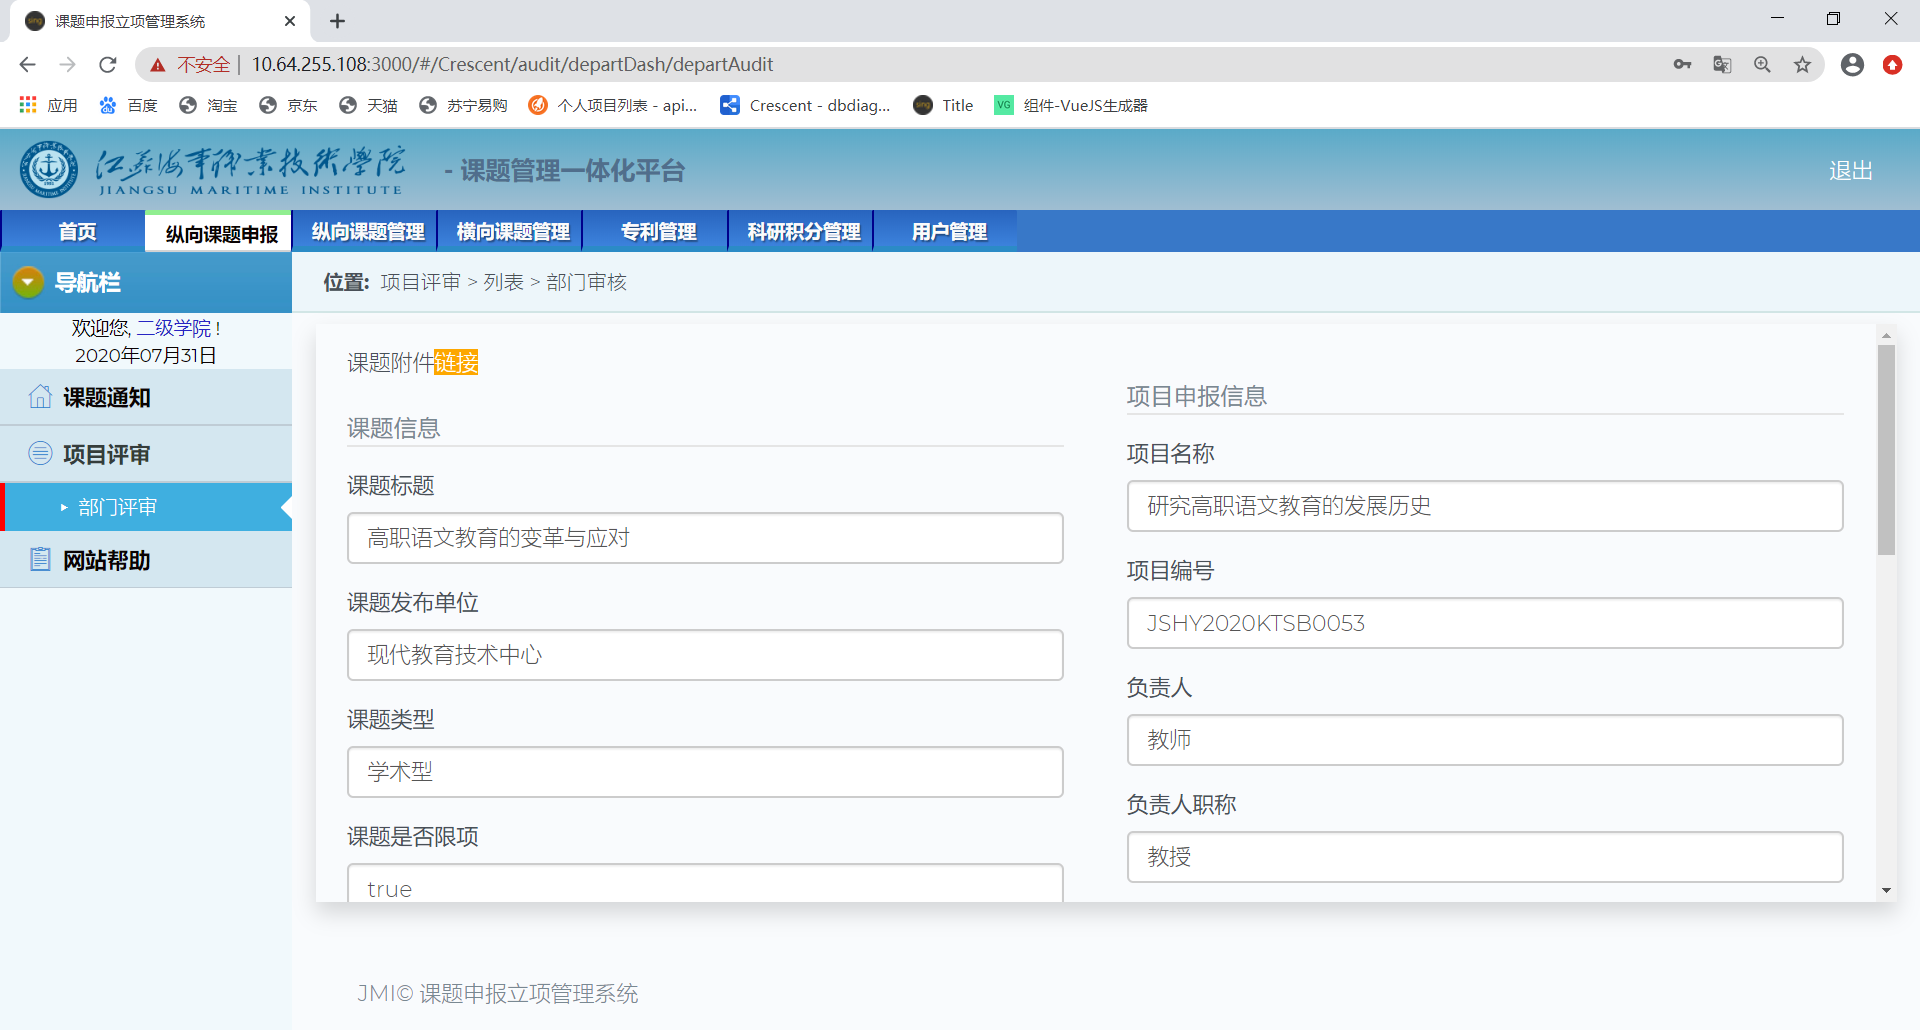 课题申报立项管理系统
不安全 | 10.64.255.108:3000/#/Crescent/audit/departDash/departAudit
应用 百度 淘宝 京东 天猫 苏宁易购 个人项目列表 - api... Crescent - dbdiag... Title VG 组件-VueJS生成器
江苏海事职业技术学院
JIANGSU MARITIME INSTITUTE
- 课题管理一体化平台
退出
首页 纵向课题申报 纵向课题管理 横向课题管理 专利管理 科研积分管理 用户管理
导航栏
欢迎您, 二级学院 !
2020年07月31日
课题通知
项目评审
部门评审
网站帮助
位置: 项目评审 > 列表 > 部门审核
课题附件链接
课题信息
课题标题
高职语文教育的变革与应对
课题发布单位
现代教育技术中心
课题类型
学术型
课题是否限项
true
项目申报信息
项目名称
研究高职语文教育的发展历史
项目编号
JSHY2020KTSB0053
负责人
教师
负责人职称
教授
JMI© 课题申报立项管理系统